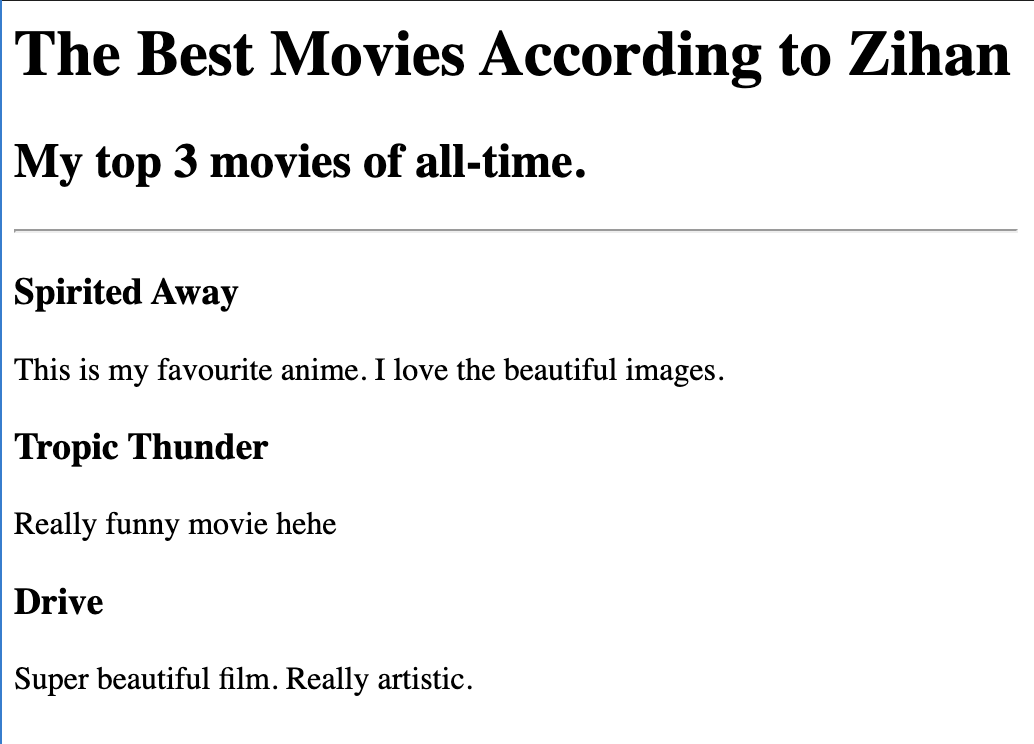 The Best Movies According to Zihan
My top 3 movies of all-time.
Spirited Away
This is my favourite anime. I love the beautiful images.
Tropic Thunder
Really funny movie hehe
Drive
Super beautiful film. Really artistic.